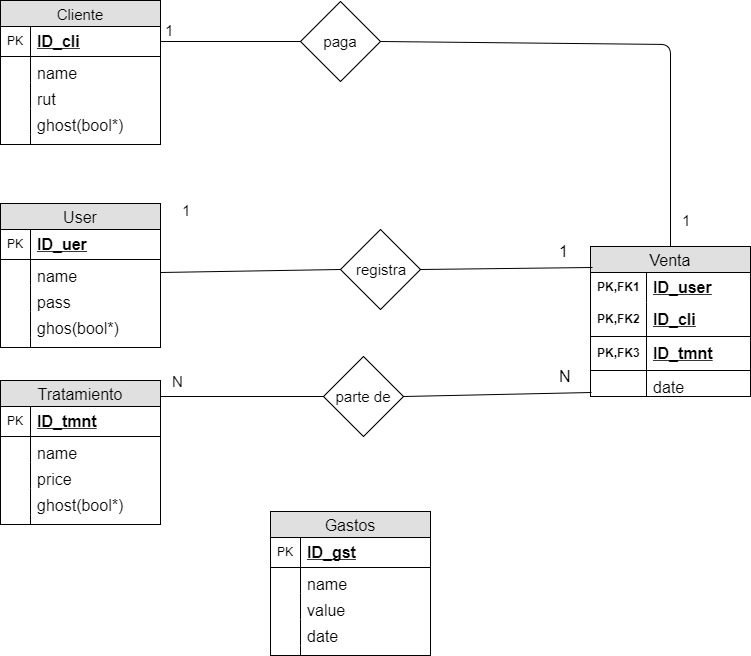 Cliente
PK ID_cli
name
rut
ghost(bool*)
1
paga
1
User
PK ID_uer
name
pass
ghos(bool*)
1
registra
1
Venta
PK,FK1 ID_user
PK,FK2 ID_cli
PK,FK3 ID_tmnt
date
Tratamiento
PK ID_tmnt
name
price
ghost(bool*)
N
parte de
N
Gastos
PK ID_gst
name
value
date